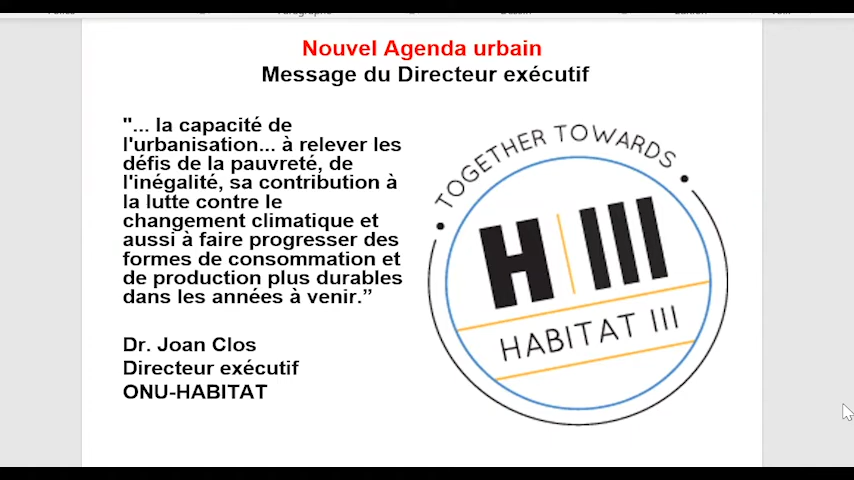 Nouvel Agenda urbain
Message du Directeur exécutif
"... la capacité de
l'urbanisation... à relever les
défis de la pauvreté, de
l'inégalité, sa contribution à
la lutte contre le
changement climatique et
aussi à faire progresser des
formes de consommation et
de production plus durables
dans les années à venir.”
Dr. Joan Clos
Directeur exécutif
ONU-HABITAT
• TOGETHER TOWARDS •
H III
HABITAT III